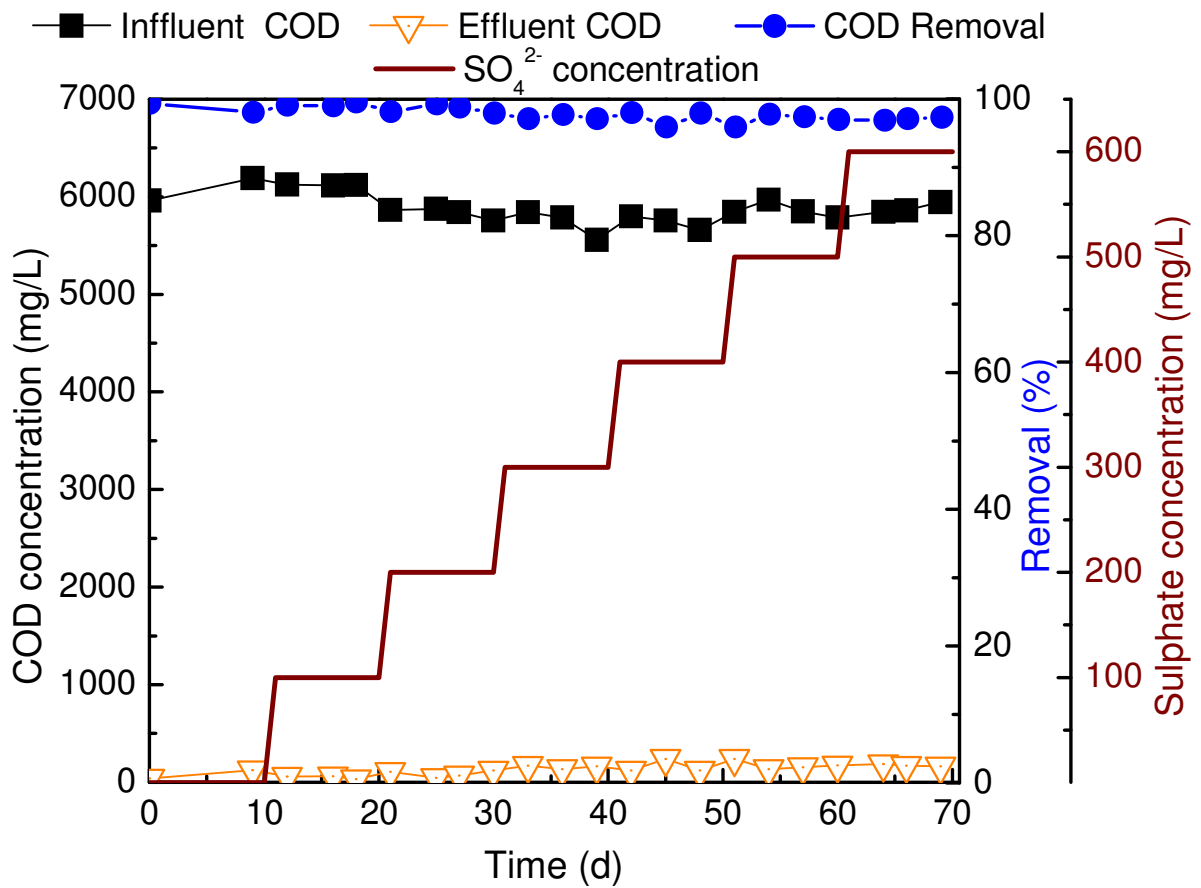 Inffluent COD Effluent COD COD Removal
SO₄²⁻ concentration
7000
6000
5000
4000
3000
2000
1000
0
COD concentration (mg/L)
0 10 20 30 40 50 60 70
Time (d)
100
80
60
40
20
0
Removal (%)
600
500
400
300
200
100
Sulphate concentration (mg/L)